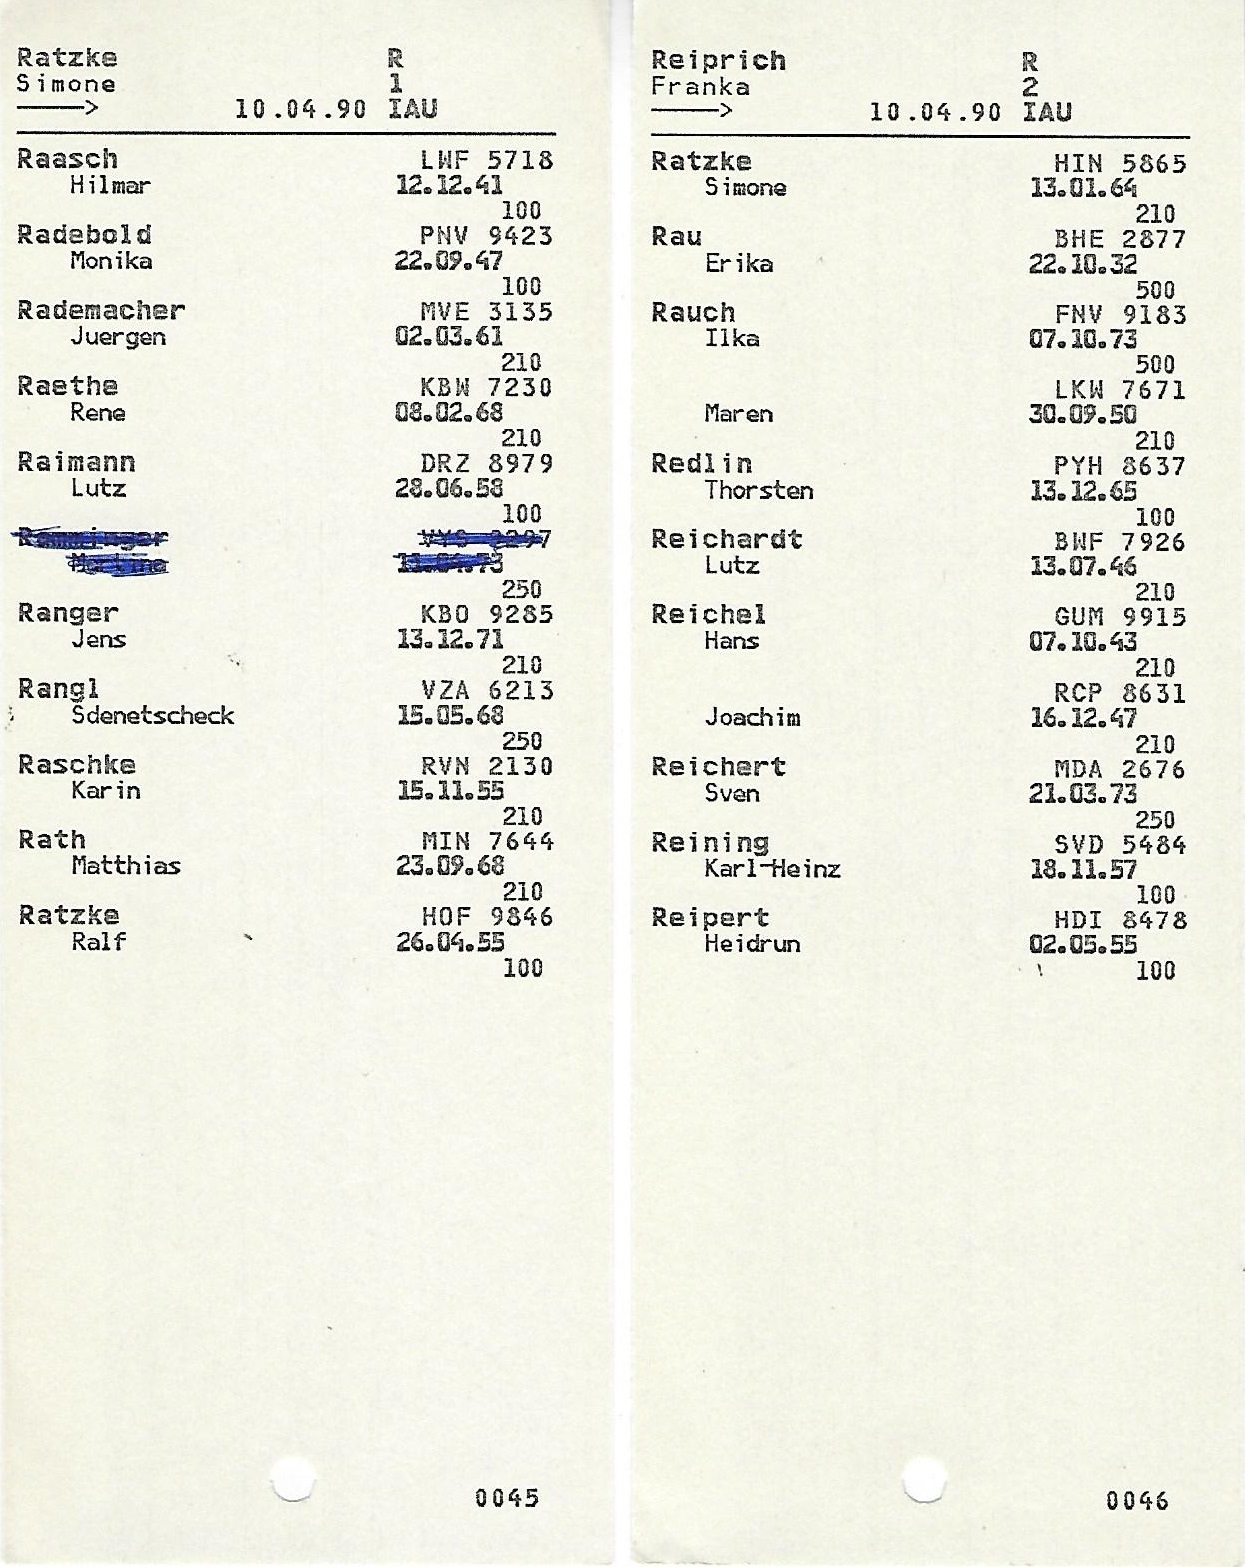 Ratzke R
Simone 1
----> 10.04.90 IAU
Raasch LWF 5718
Hilmar 12.12.41
100
Radebold PNV 9423
Monika 22.09.47
100
Rademacher MVE 3135
Juergen 02.03.61
210
Raethe KBW 7230
Rene 08.02.68
210
Raimann DRZ 8979
Lutz 28.06.58
100
250
Ranger KBO 9285
Jens 13.12.71
210
Rangl VZA 6213
Sdenetscheck 15.05.68
250
Raschke RVN 2130
Karin 15.11.55
210
Rath MIN 7644
Matthias 23.09.68
210
Ratzke HOF 9846
Ralf 26.04.55
100
0045
Reiprich R
Franka 2
----> 10.04.90 IAU
Ratzke HIN 5865
Simone 13.01.64
210
Rau BHE 2877
Erika 22.10.32
500
Rauch FNV 9183
Ilka 07.10.73
500
LKW 7671
Maren 30.09.50
210
Redlin PYH 8637
Thorsten 13.12.65
100
Reichardt BWF 7926
Lutz 13.07.46
210
Reichel GUM 9915
Hans 07.10.43
210
RCP 8631
Joachim 16.12.47
210
Reichert MDA 2676
Sven 21.03.73
250
Reining SVD 5484
Karl-Heinz 18.11.57
100
Reipert HDI 8478
Heidrun 02.05.55
100
0046